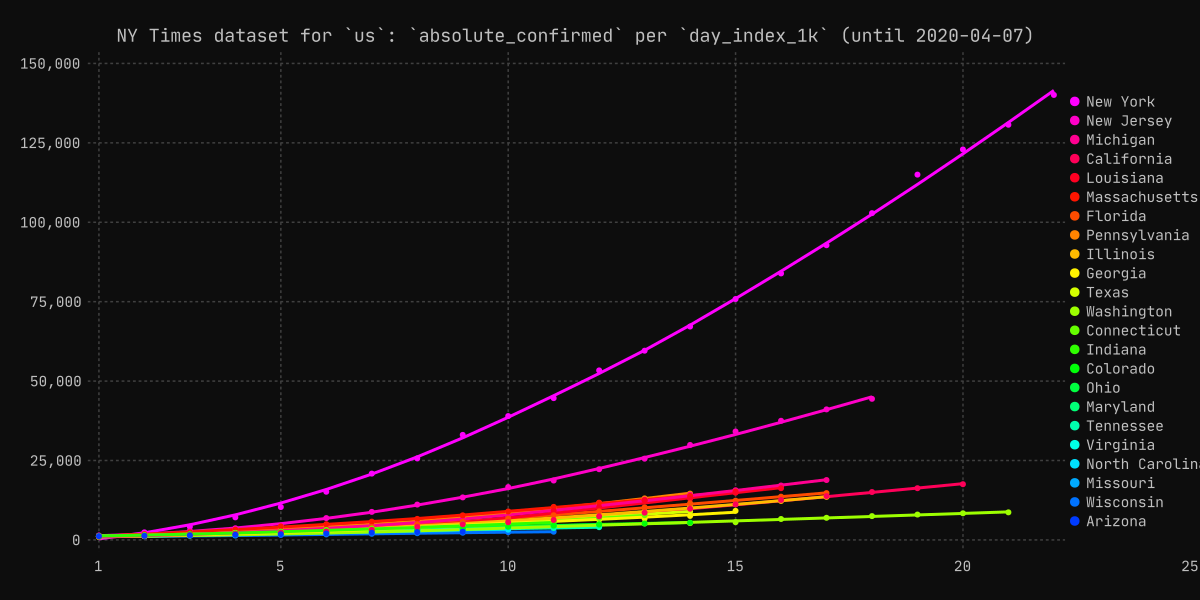 NY Times dataset for `us`: `absolute_confirmed` per `day_index_1k` (until 2020-04-07)
150,000
125,000
100,000
75,000
50,000
25,000
0
1
5
10
15
20
25
New York
New Jersey
Michigan
California
Louisiana
Massachusetts
Florida
Pennsylvania
Illinois
Georgia
Texas
Washington
Connecticut
Indiana
Colorado
Ohio
Maryland
Tennessee
Virginia
North Carolina
Missouri
Wisconsin
Arizona